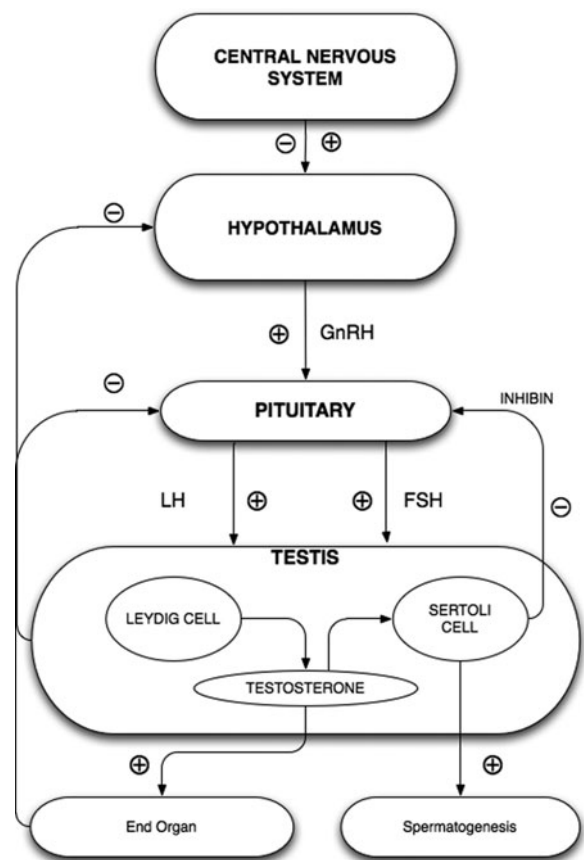 CENTRAL NERVOUS
SYSTEM
⊖ ⊕
⊖
HYPOTHALAMUS
⊕ GnRH
⊖
PITUITARY
INHIBIN
LH ⊕ ⊕ FSH
⊖
TESTIS
LEYDIG CELL
SERTOLI
CELL
TESTOSTERONE
⊕ ⊕
End Organ
Spermatogenesis